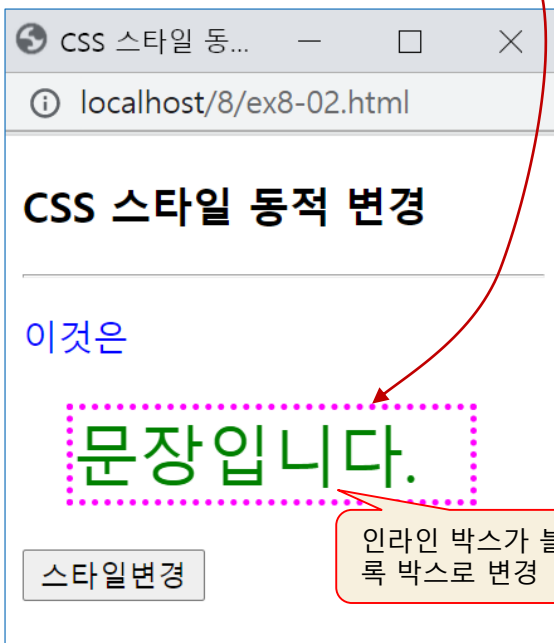 CSS 스타일 동...
localhost/8/ex8-02.html
CSS 스타일 동적 변경
이것은
문장입니다.
인라인 박스가 블
록 박스로 변경
스타일변경